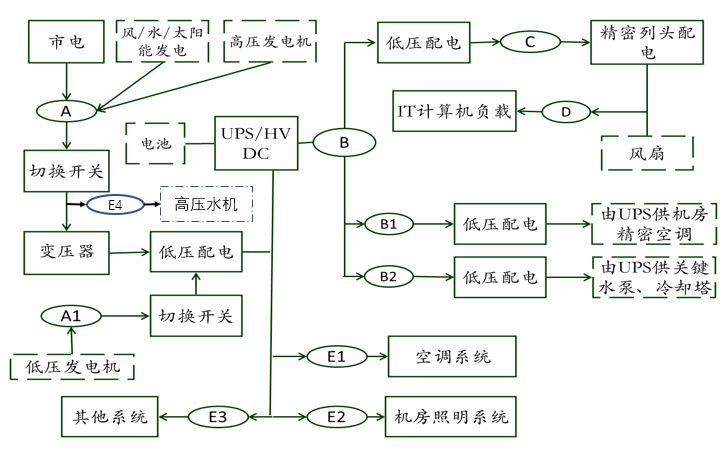 市电
风/水/太阳
能发电
高压发电机
低压配电
C
精密列头配
电
A
IT计算机负载
D
电池
UPS/HV
DC
B
风扇
切换开关
E4
高压水机
B1
低压配电
由UPS供机房
精密空调
变压器
低压配电
B2
低压配电
由UPS供关键
水泵、冷却塔
A1
切换开关
低压发电机
E1
空调系统
其他系统
E3
E2
机房照明系统